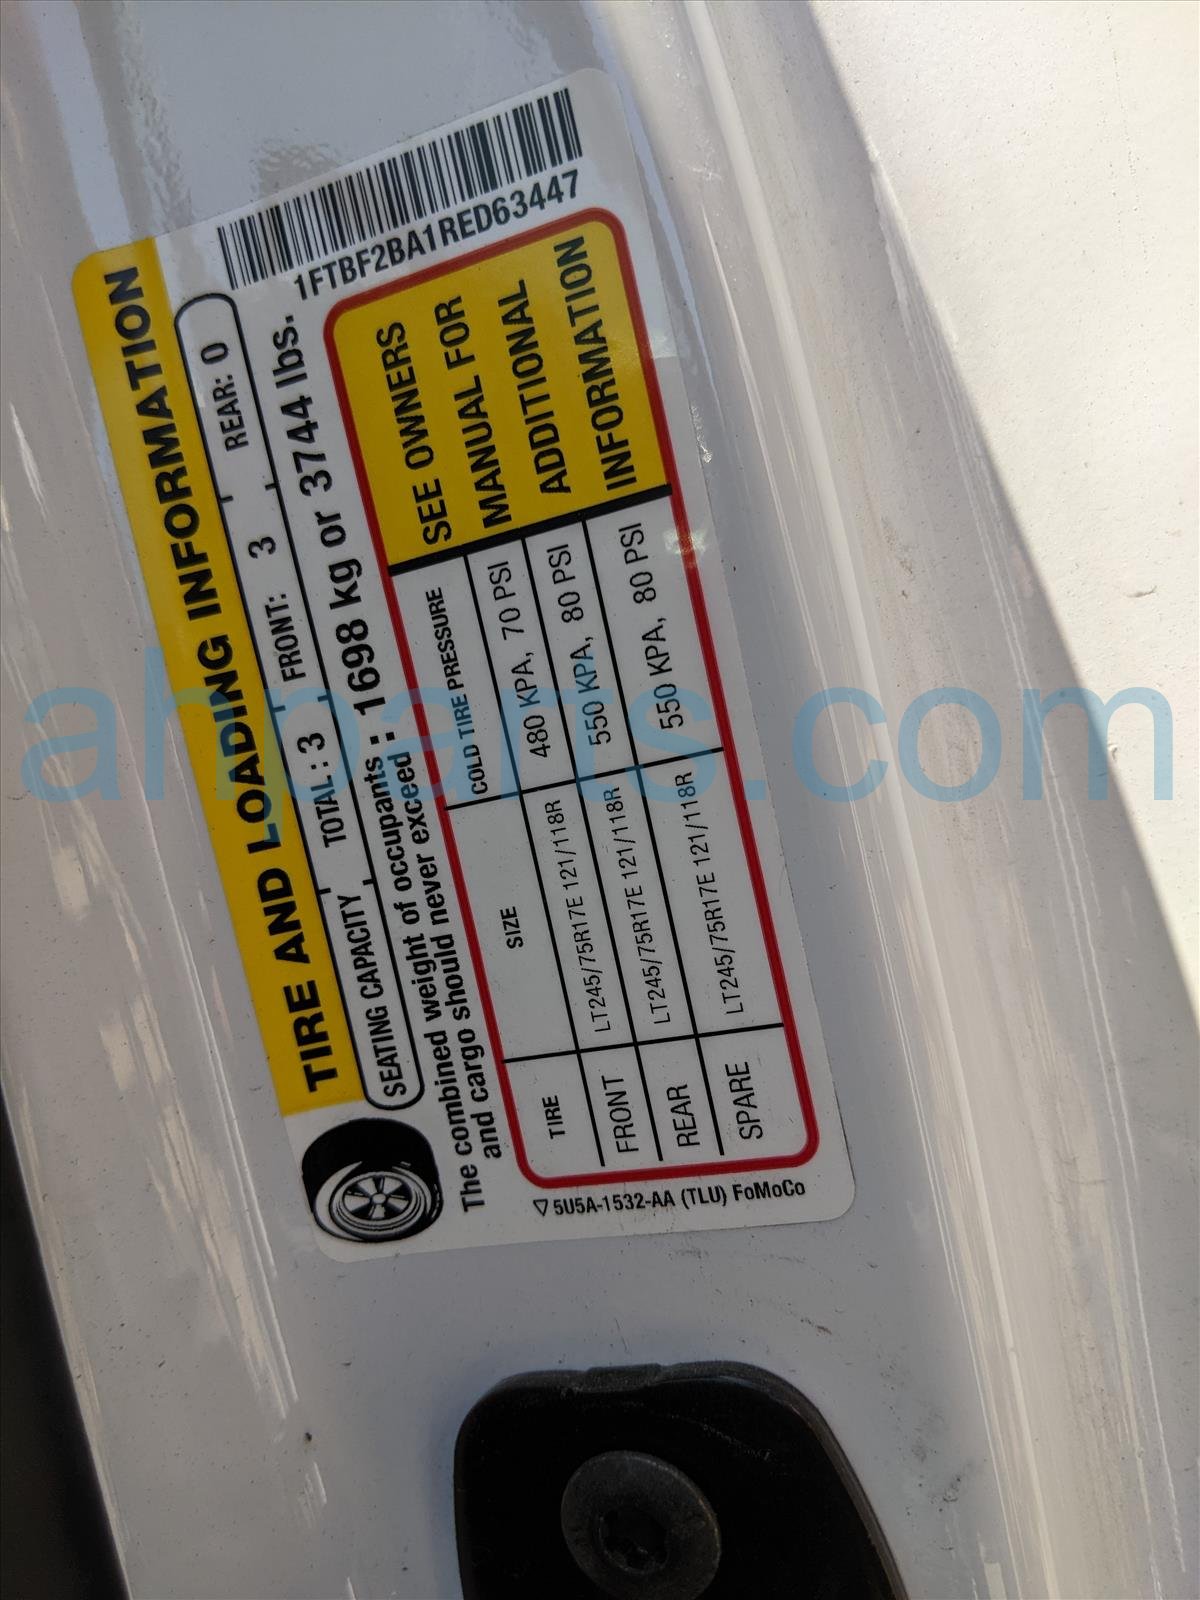 1FTBF2BA1RED63447
TIRE AND LOADING INFORMATION
SEATING CAPACITY TOTAL: 3 FRONT: 3 REAR: 0
The combined weight of occupants : 1698 kg or 3744 lbs.
and cargo should never exceed :
TIRE SIZE COLD TIRE PRESSURE
FRONT LT245/75R17E 121/118R 480 KPA, 70 PSI
REAR LT245/75R17E 121/118R 550 KPA, 80 PSI
SPARE LT245/75R17E 121/118R 550 KPA, 80 PSI
SEE OWNERS
MANUAL FOR
ADDITIONAL
INFORMATION
5U5A-1532-AA (TLU) FoMoCo
ahparts.com